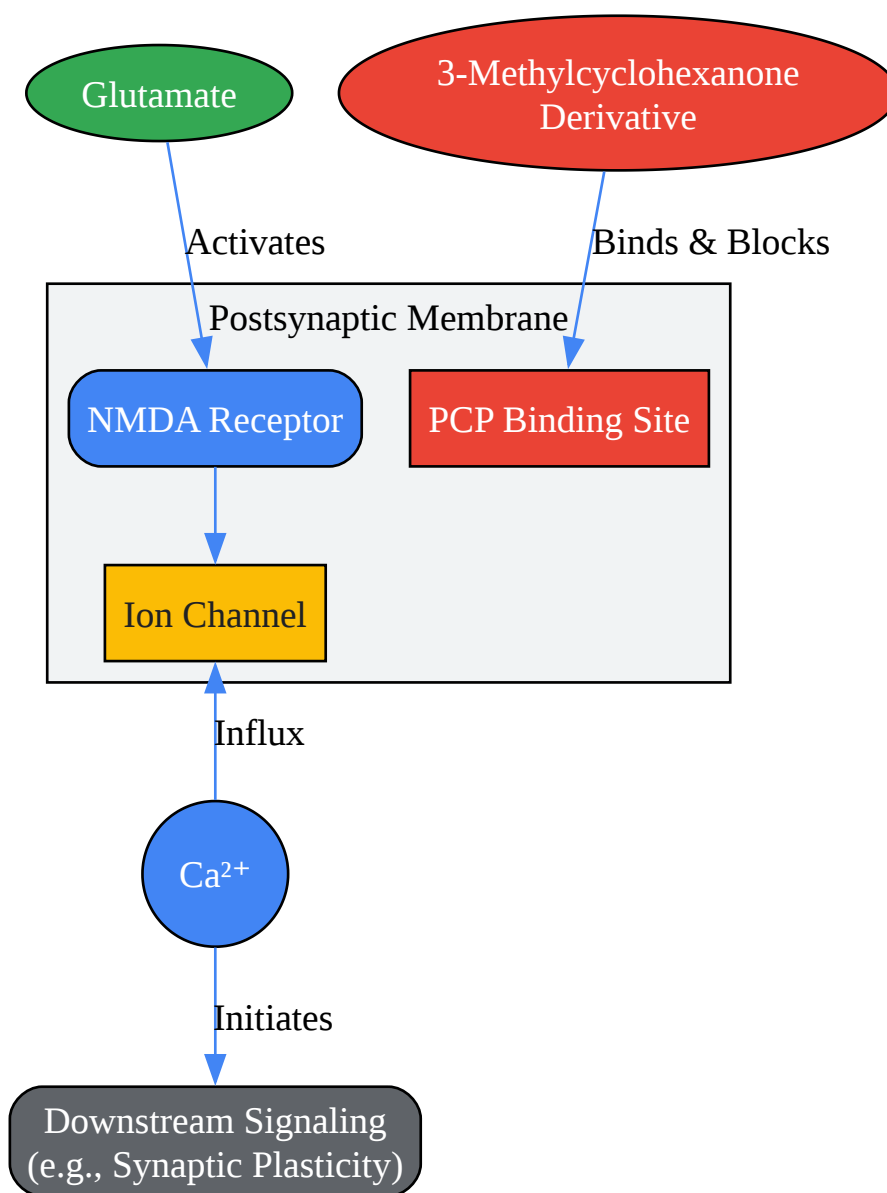 Glutamate
3-Methylcyclohexanone
Derivative
Activates
Binds & Blocks
Postsynaptic Membrane
NMDA Receptor
PCP Binding Site
Ion Channel
Influx
Ca²⁺
Initiates
Downstream Signaling
(e.g., Synaptic Plasticity)